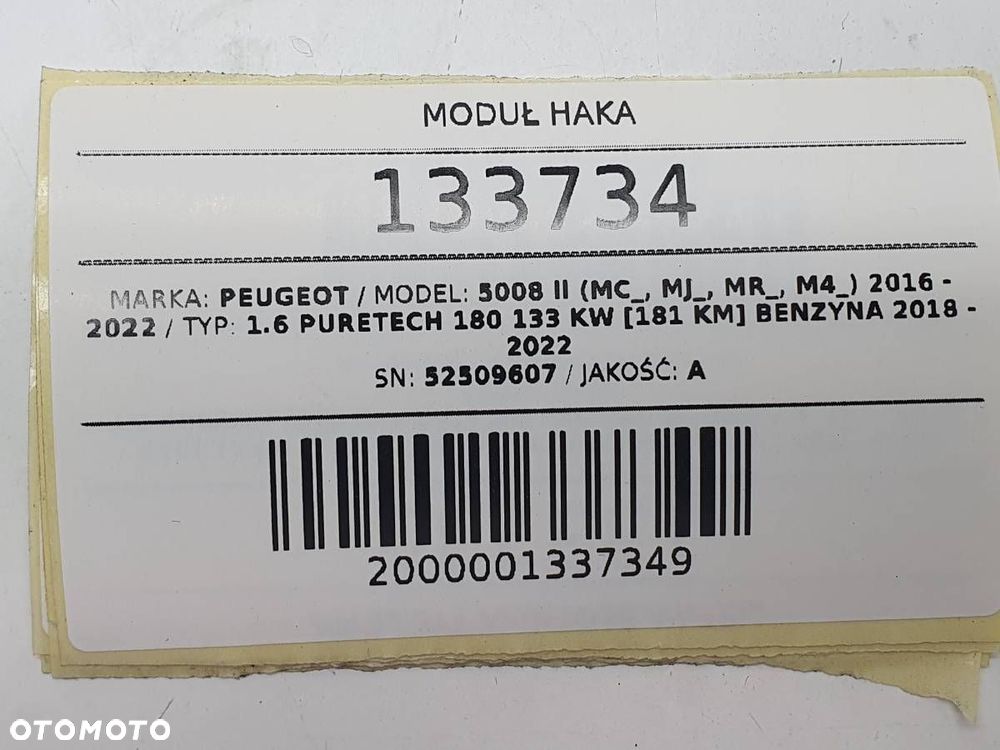 MODUŁ HAKA
133734
MARKA: PEUGEOT / MODEL: 5008 II (MC_, MJ_, MR_, M4_) 2016 -
2022 / TYP: 1.6 PURETECH 180 133 KW [181 KM] BENZYNA 2018 -
2022
SN: 52509607 / JAKOŚĆ: A
2000001337349
OTOMOTO